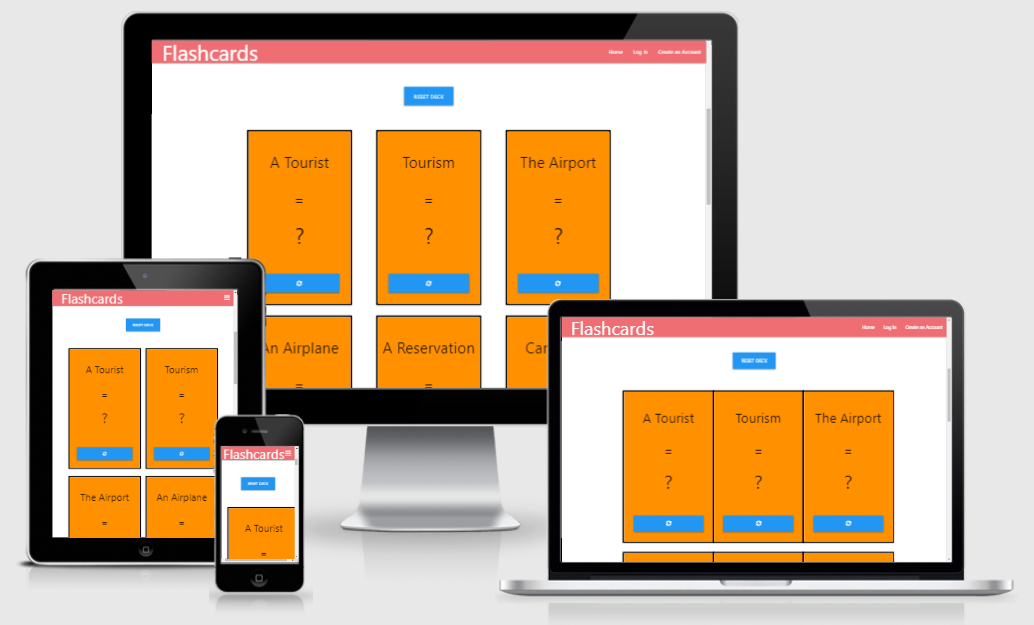 Flashcards
Home Log In Create an Account
RESET DECK
A Tourist Tourism The Airport
= = =
? ? ?
An Airplane A Reservation Car
= =
Flashcards
RESET DECK
A Tourist Tourism
= =
? ?
The Airport An Airplane
= =
Flashcards
RESET DECK
A Tourist
=
Flashcards
Home Log In Create an Account
RESET DECK
A Tourist Tourism The Airport
= = =
? ? ?